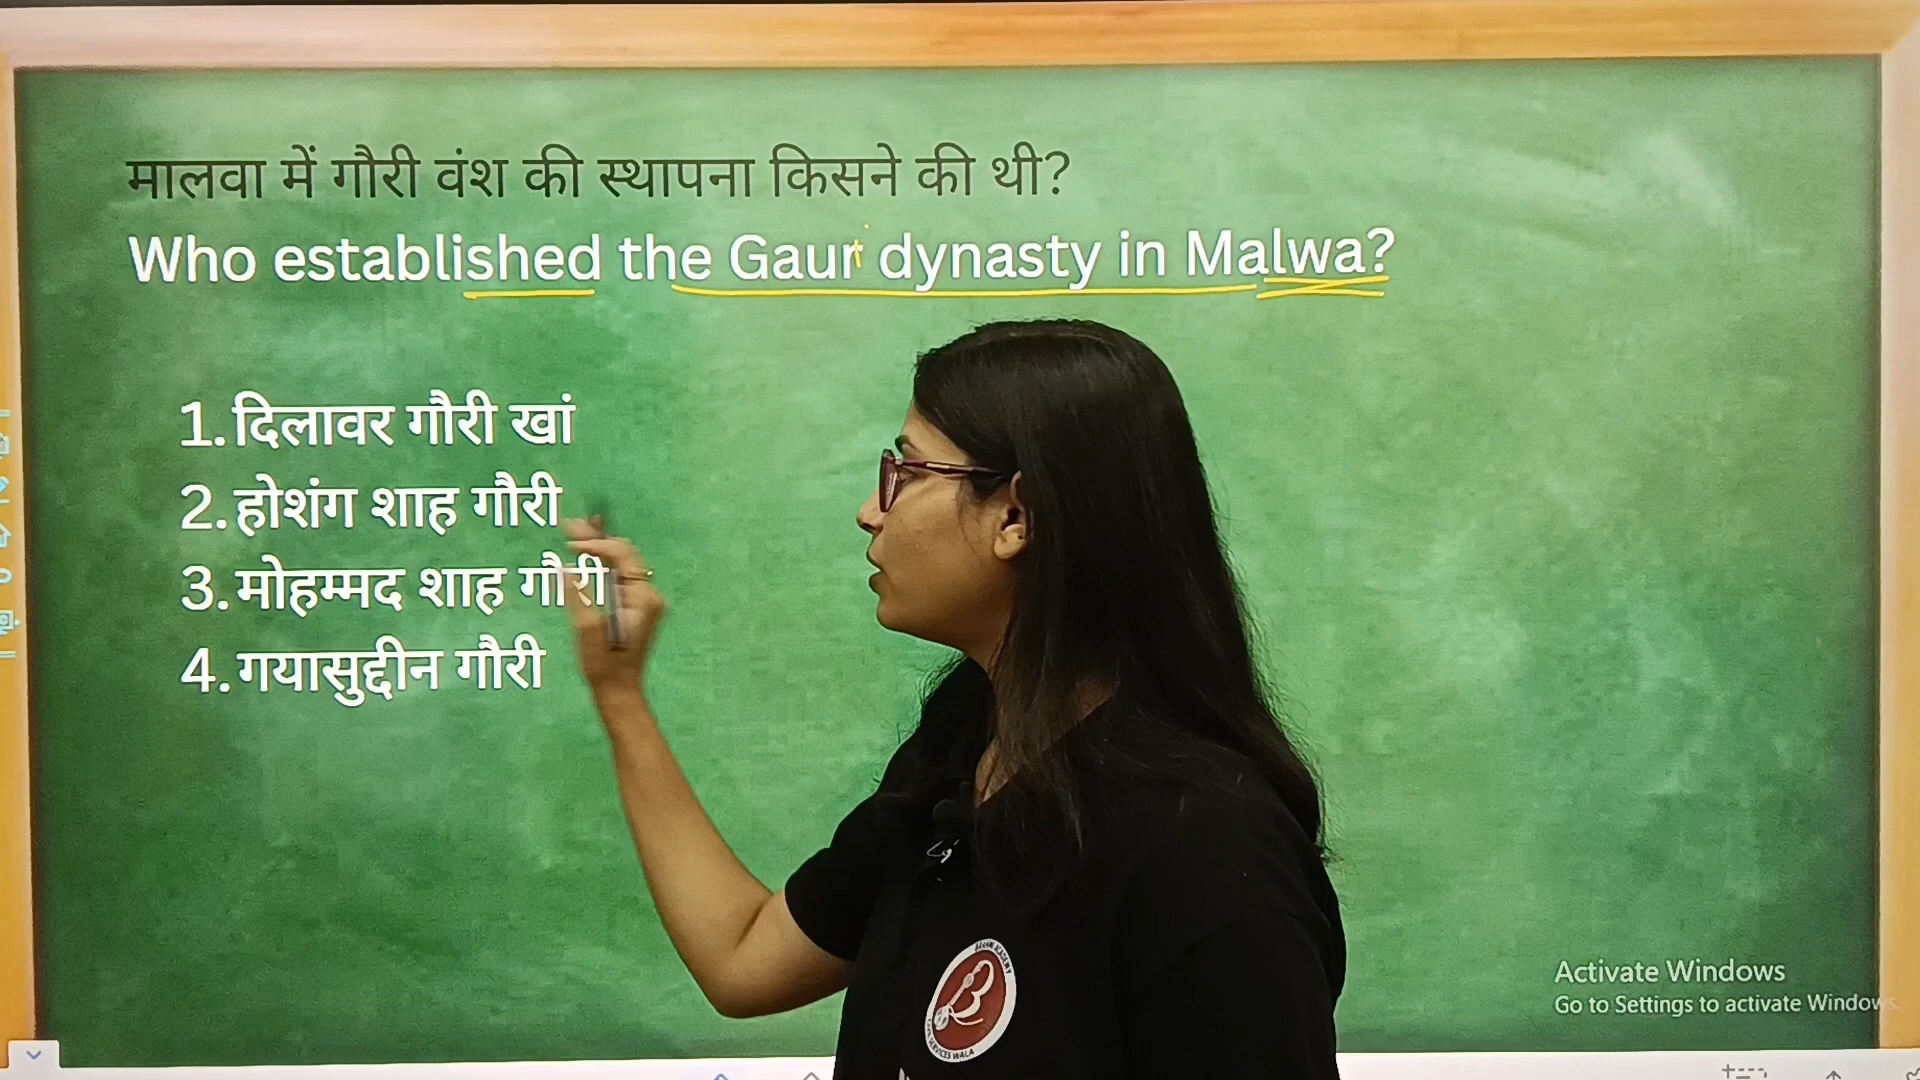 मालवा में गौरी वंश की स्थापना किसने की थी?
Who established the Gauri dynasty in Malwa?
1. दिलावर गौरी खां
2. होशंग शाह गौरी
3. मोहम्मद शाह गौरी
4. गयासुद्दीन गौरी
Activate Windows
Go to Settings to activate Windows.